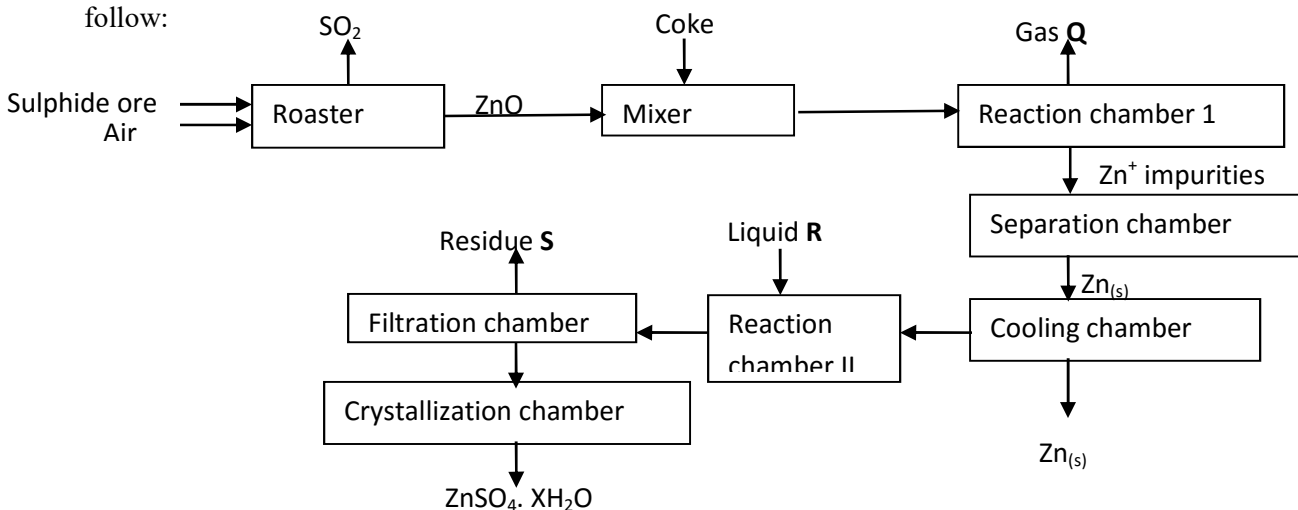 follow:
SO₂
Coke
Gas Q
Sulphide ore
Air
Roaster
ZnO
Mixer
Reaction chamber 1
Zn⁺ impurities
Separation chamber
Residue S
Liquid R
Zn₍ₛ₎
Filtration chamber
Reaction
chamber II
Cooling chamber
Crystallization chamber
Zn₍ₛ₎
ZnSO₄. XH₂O